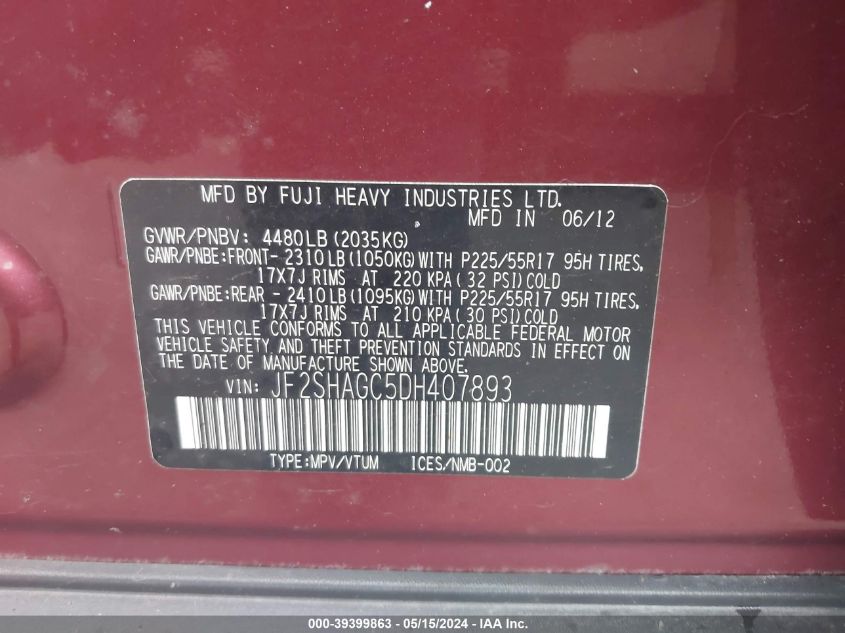 MFD BY FUJI HEAVY INDUSTRIES LTD.
MFD IN 06/12
GVWR/PNBV: 4480LB(2035KG)
GAWR/PNBE:FRONT- 2310LB(1050KG)WITH P225/55R17 95H TIRES,
17X7J RIMS AT 220 KPA( 32 PSI)COLD
GAWR/PNBE:REAR - 2410LB(1095KG)WITH P225/55R17 95H TIRES,
17X7J RIMS AT 210 KPA( 30 PSI)COLD
THIS VEHICLE CONFORMS TO ALL APPLICABLE FEDERAL MOTOR
VEHICLE SAFETY AND THEFT PREVENTION STANDARDS IN EFFECT ON
THE DATE OF MANUFACTURE SHOWN ABOVE.
VIN: JF2SHAGC5DH407893
TYPE:MPV/VTUM ICES/NMB-002
000-39399863 - 05/15/2024 - IAA Inc.